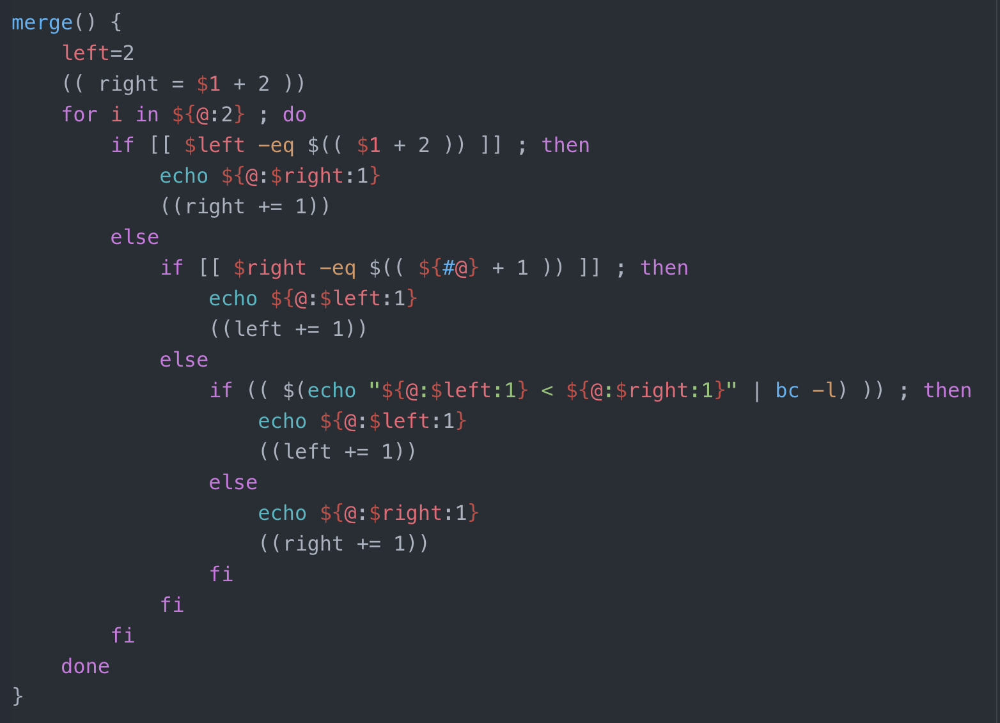 merge() {
    left=2
    (( right = $1 + 2 ))
    for i in ${@:2} ; do
        if [[ $left -eq $(( $1 + 2 )) ]] ; then
            echo ${@:$right:1}
            ((right += 1))
        else
            if [[ $right -eq $(( ${#@} + 1 )) ]] ; then
                echo ${@:$left:1}
                ((left += 1))
            else
                if (( $(echo "${@:$left:1} < ${@:$right:1}" | bc -l) )) ; then
                    echo ${@:$left:1}
                    ((left += 1))
                else
                    echo ${@:$right:1}
                    ((right += 1))
                fi
            fi
        fi
    done
}